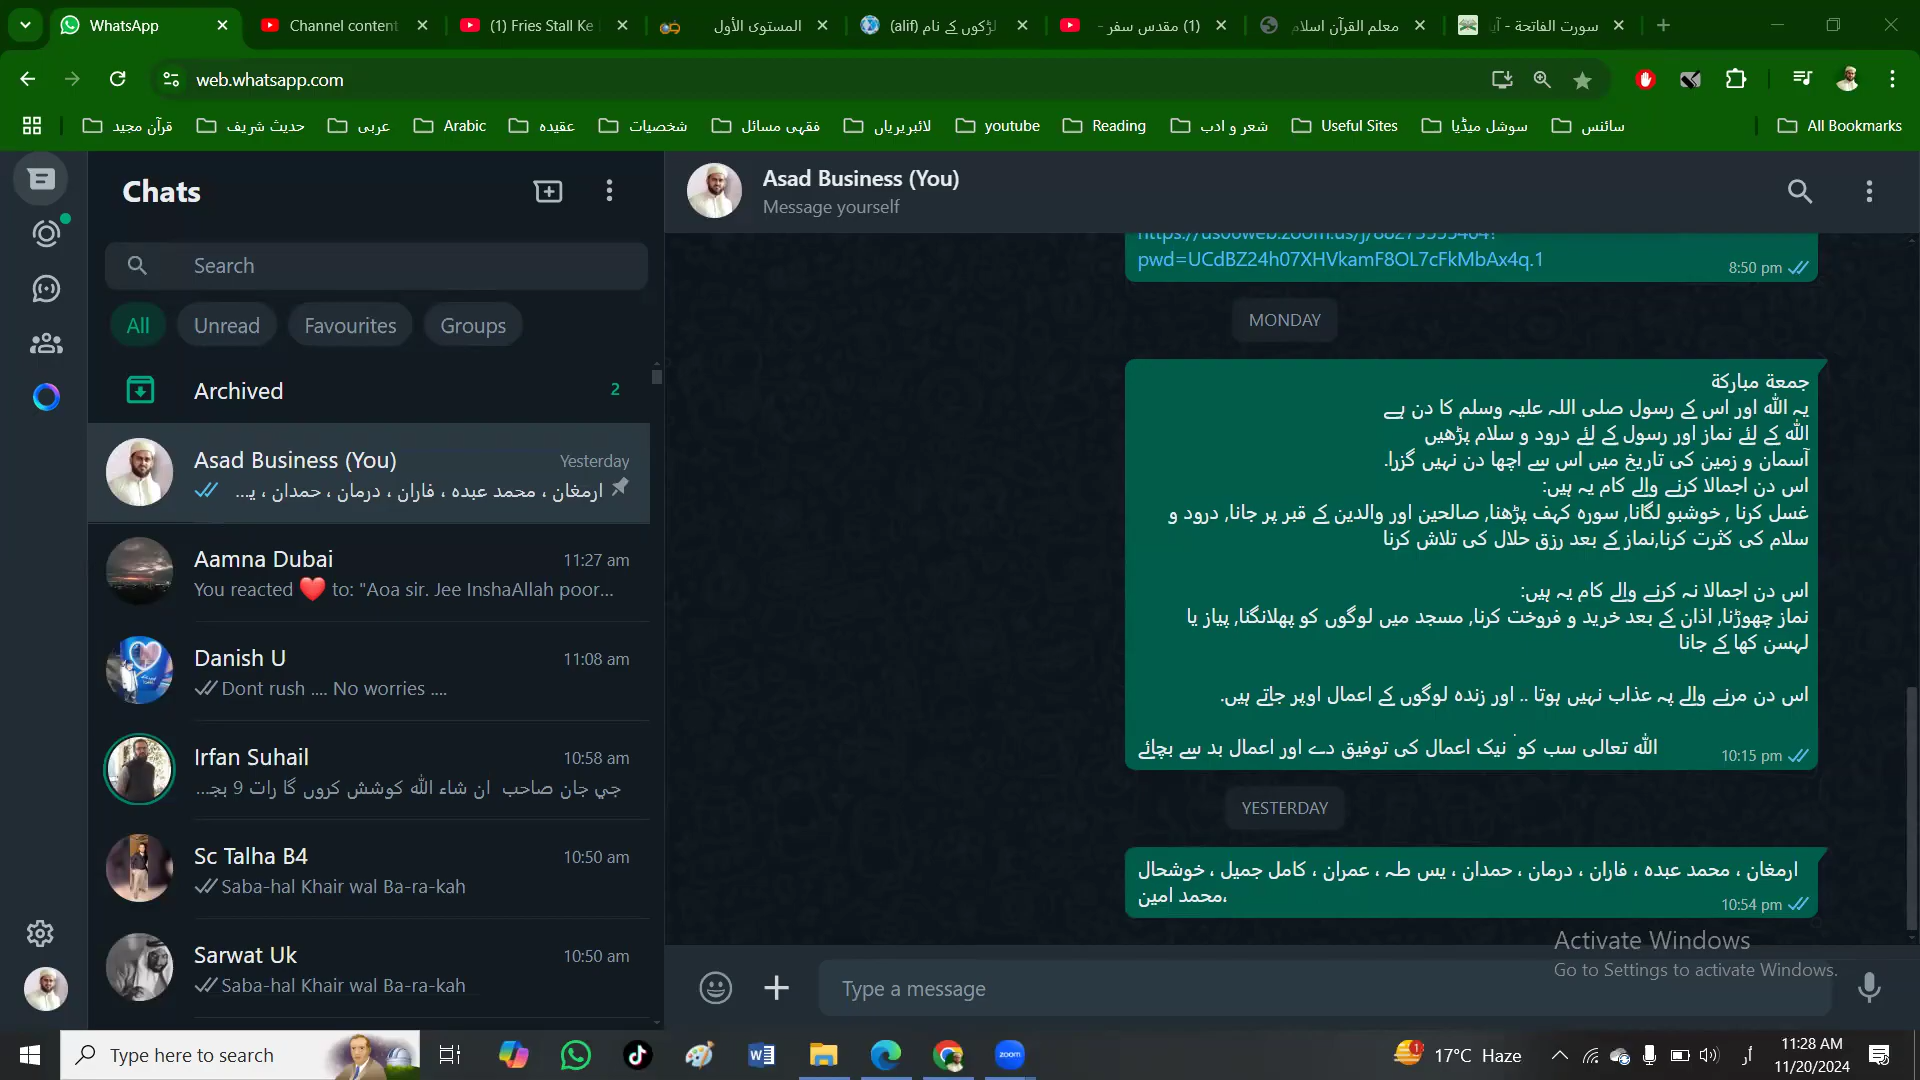 WhatsApp
Channel content
(1) Fries Stall Ke
المستوى الأول
لڑکوں کے نام (alif)
(1) مقدس سفر -
معلم القرآن اسلام
سورت الفاتحة - آيا
web.whatsapp.com
قرآن مجید
حدیث شریف
عربی
Arabic
عقیدہ
شخصیات
فقہی مسائل
لائبریریاں
youtube
Reading
شعر و ادب
Useful Sites
سوشل میڈیا
سائنس
All Bookmarks
Chats
Search
All
Unread
Favourites
Groups
Archived
2
Asad Business (You)
Yesterday
ارمغان ، محمد عبدہ ، فاران ، درمان ، حمدان ، ی...
Aamna Dubai
11:27 am
You reacted ❤️ to: "Aoa sir. Jee InshaAllah poor...
Danish U
11:08 am
Dont rush .... No worries ....
Irfan Suhail
10:58 am
جي جان صاحب ان شاء اللہ کوشش کروں گا رات 9 بجـ...
Sc Talha B4
10:50 am
Saba-hal Khair wal Ba-ra-kah
Sarwat Uk
10:50 am
Saba-hal Khair wal Ba-ra-kah
Asad Business (You)
Message yourself
pwd=UCdBZ24h07XHVkamF8OL7cFkMbAx4q.1
8:50 pm
MONDAY
جمعة مباركة
یہ اللہ اور اس کے رسول صلی اللہ علیہ وسلم کا دن ہے
اللہ کے لئے نماز اور رسول کے لئے درود و سلام پڑھیں
آسمان و زمین کی تاریخ میں اس سے اچھا دن نہیں گزرا.
اس دن اجمالا کرنے والے کام یہ ہیں:
غسل کرنا , خوشبو لگانا, سورہ کہف پڑھنا, صالحین اور والدین کے قبر پر جانا, درود و
سلام کی کثرت کرنا,نماز کے بعد رزق حلال کی تلاش کرنا
اس دن اجمالا نہ کرنے والے کام یہ ہیں:
نماز چھوڑنا, اذان کے بعد خرید و فروخت کرنا, مسجد میں لوگوں کو پھلانگنا, پیاز یا
لہسن کھا کے جانا
اس دن مرنے والے پہ عذاب نہیں ہوتا .. اور زندہ لوگوں کے اعمال اوپر جاتے ہیں.
اللہ تعالی سب کو نیک اعمال کی توفیق دے اور اعمال بد سے بچائے
10:15 pm
YESTERDAY
ارمغان ، محمد عبدہ ، فاران ، درمان ، حمدان ، یس طہ ، عمران ، کامل جمیل ، خوشحال
،محمد امین
10:54 pm
Activate Windows
Go to Settings to activate Windows.
Type a message
Type here to search
zoom
1
17°C Haze
أر
11:28 AM
11/20/2024